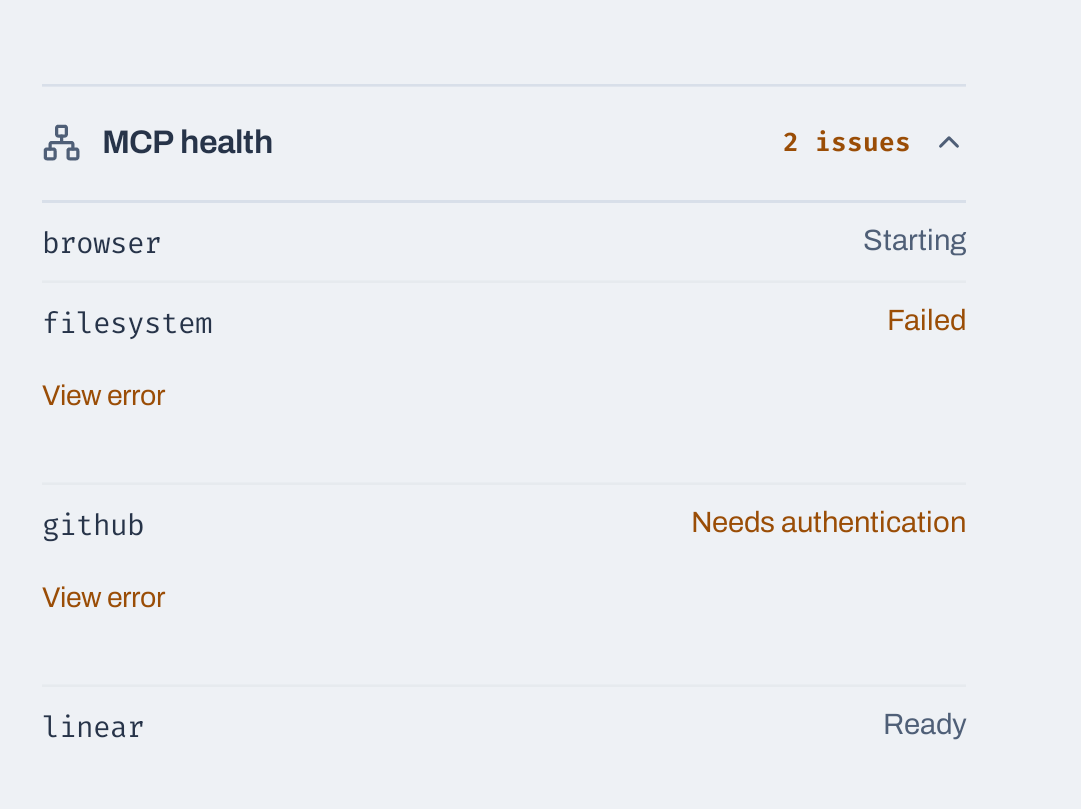 MCP health
2 issues
browser
Starting
filesystem
Failed
View error
github
Needs authentication
View error
linear
Ready